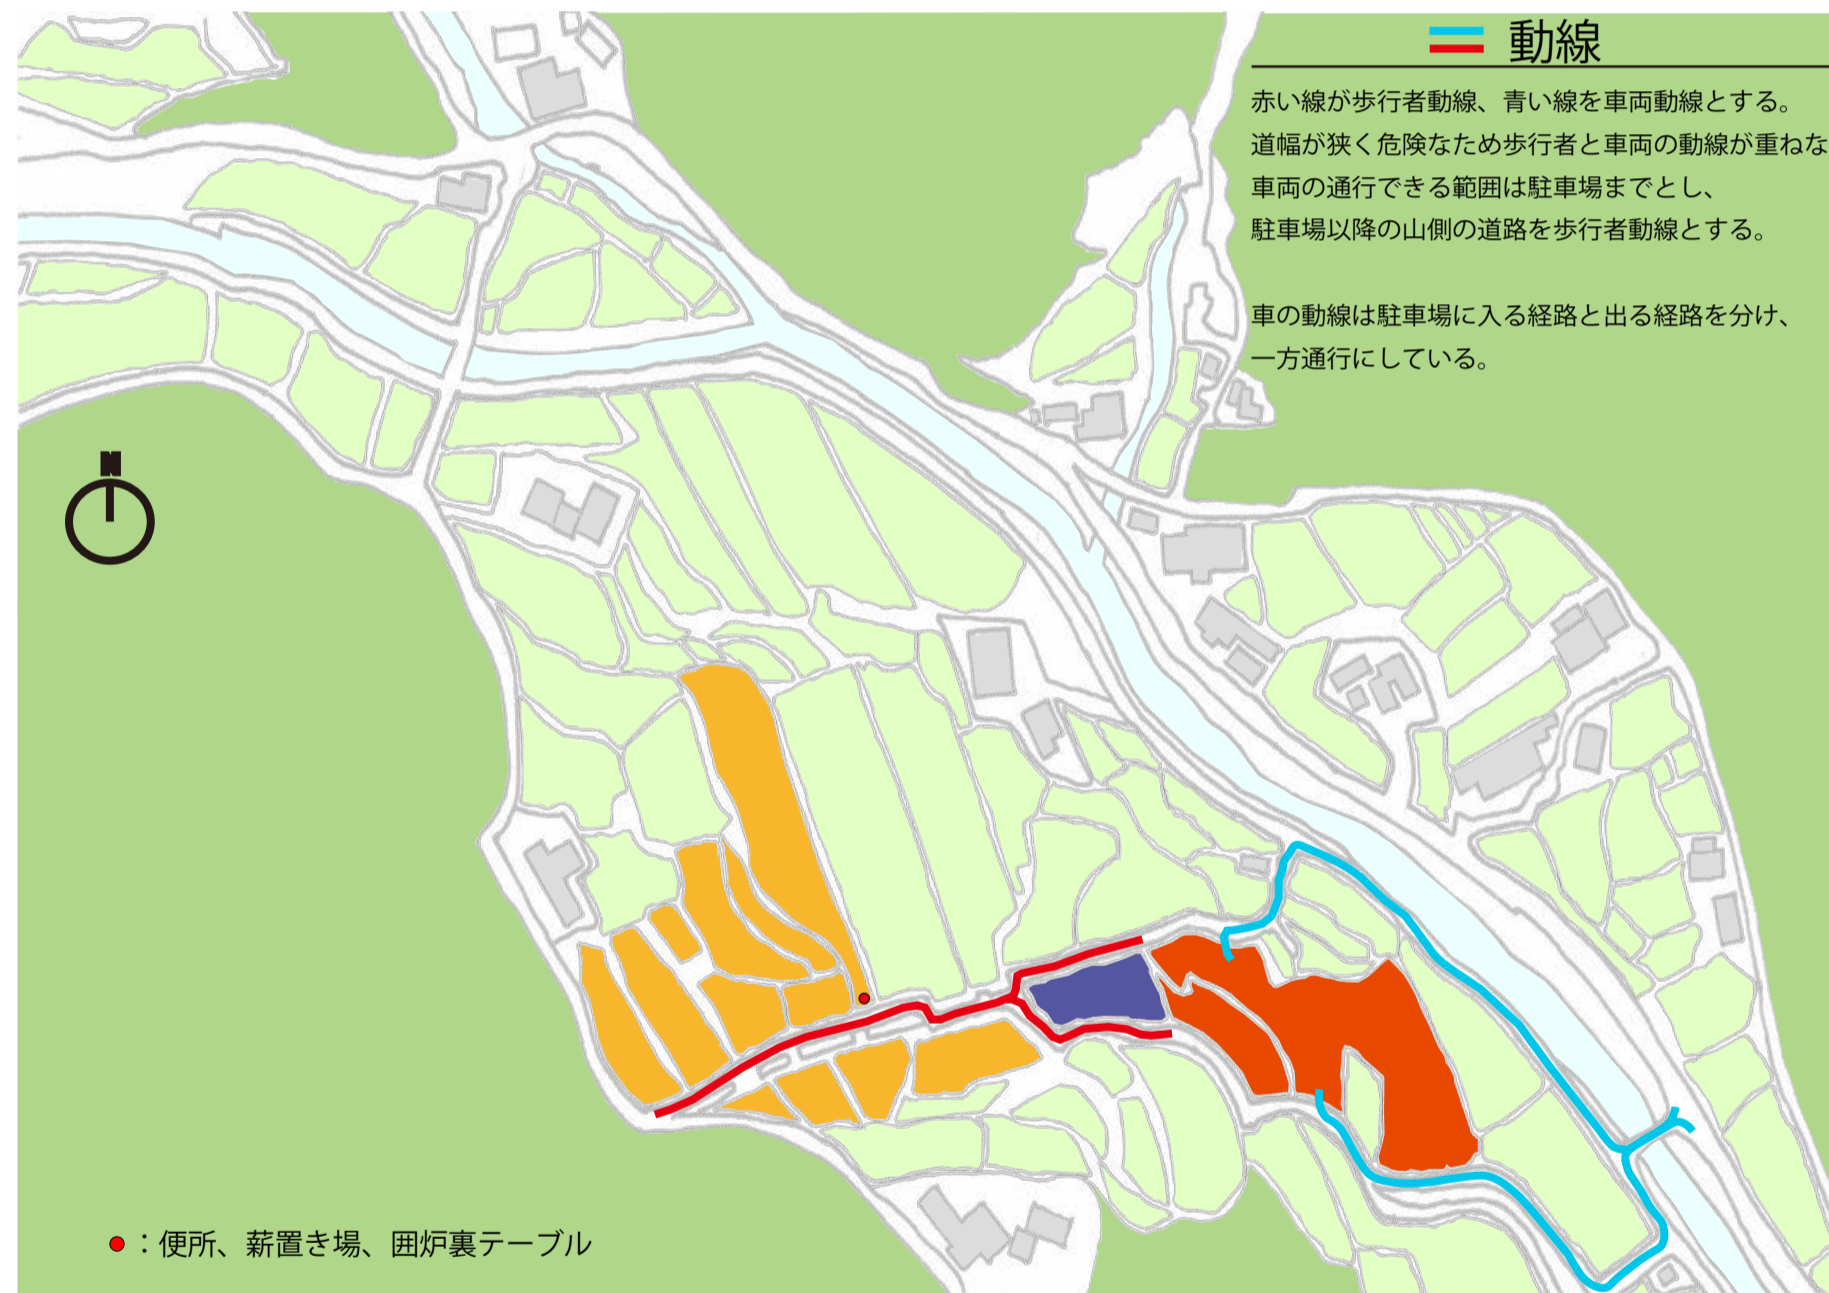 動線
赤い線が歩行者動線、青い線を車両動線とする。
道幅が狭く危険なため歩行者と車両の動線が重ねな
車両の通行できる範囲は駐車場までとし、
駐車場以降の山側の道路を歩行者動線とする。
車の動線は駐車場に入る経路と出る経路を分け、
一方通行にしている。
N
：便所、薪置き場、囲炉裏テーブル